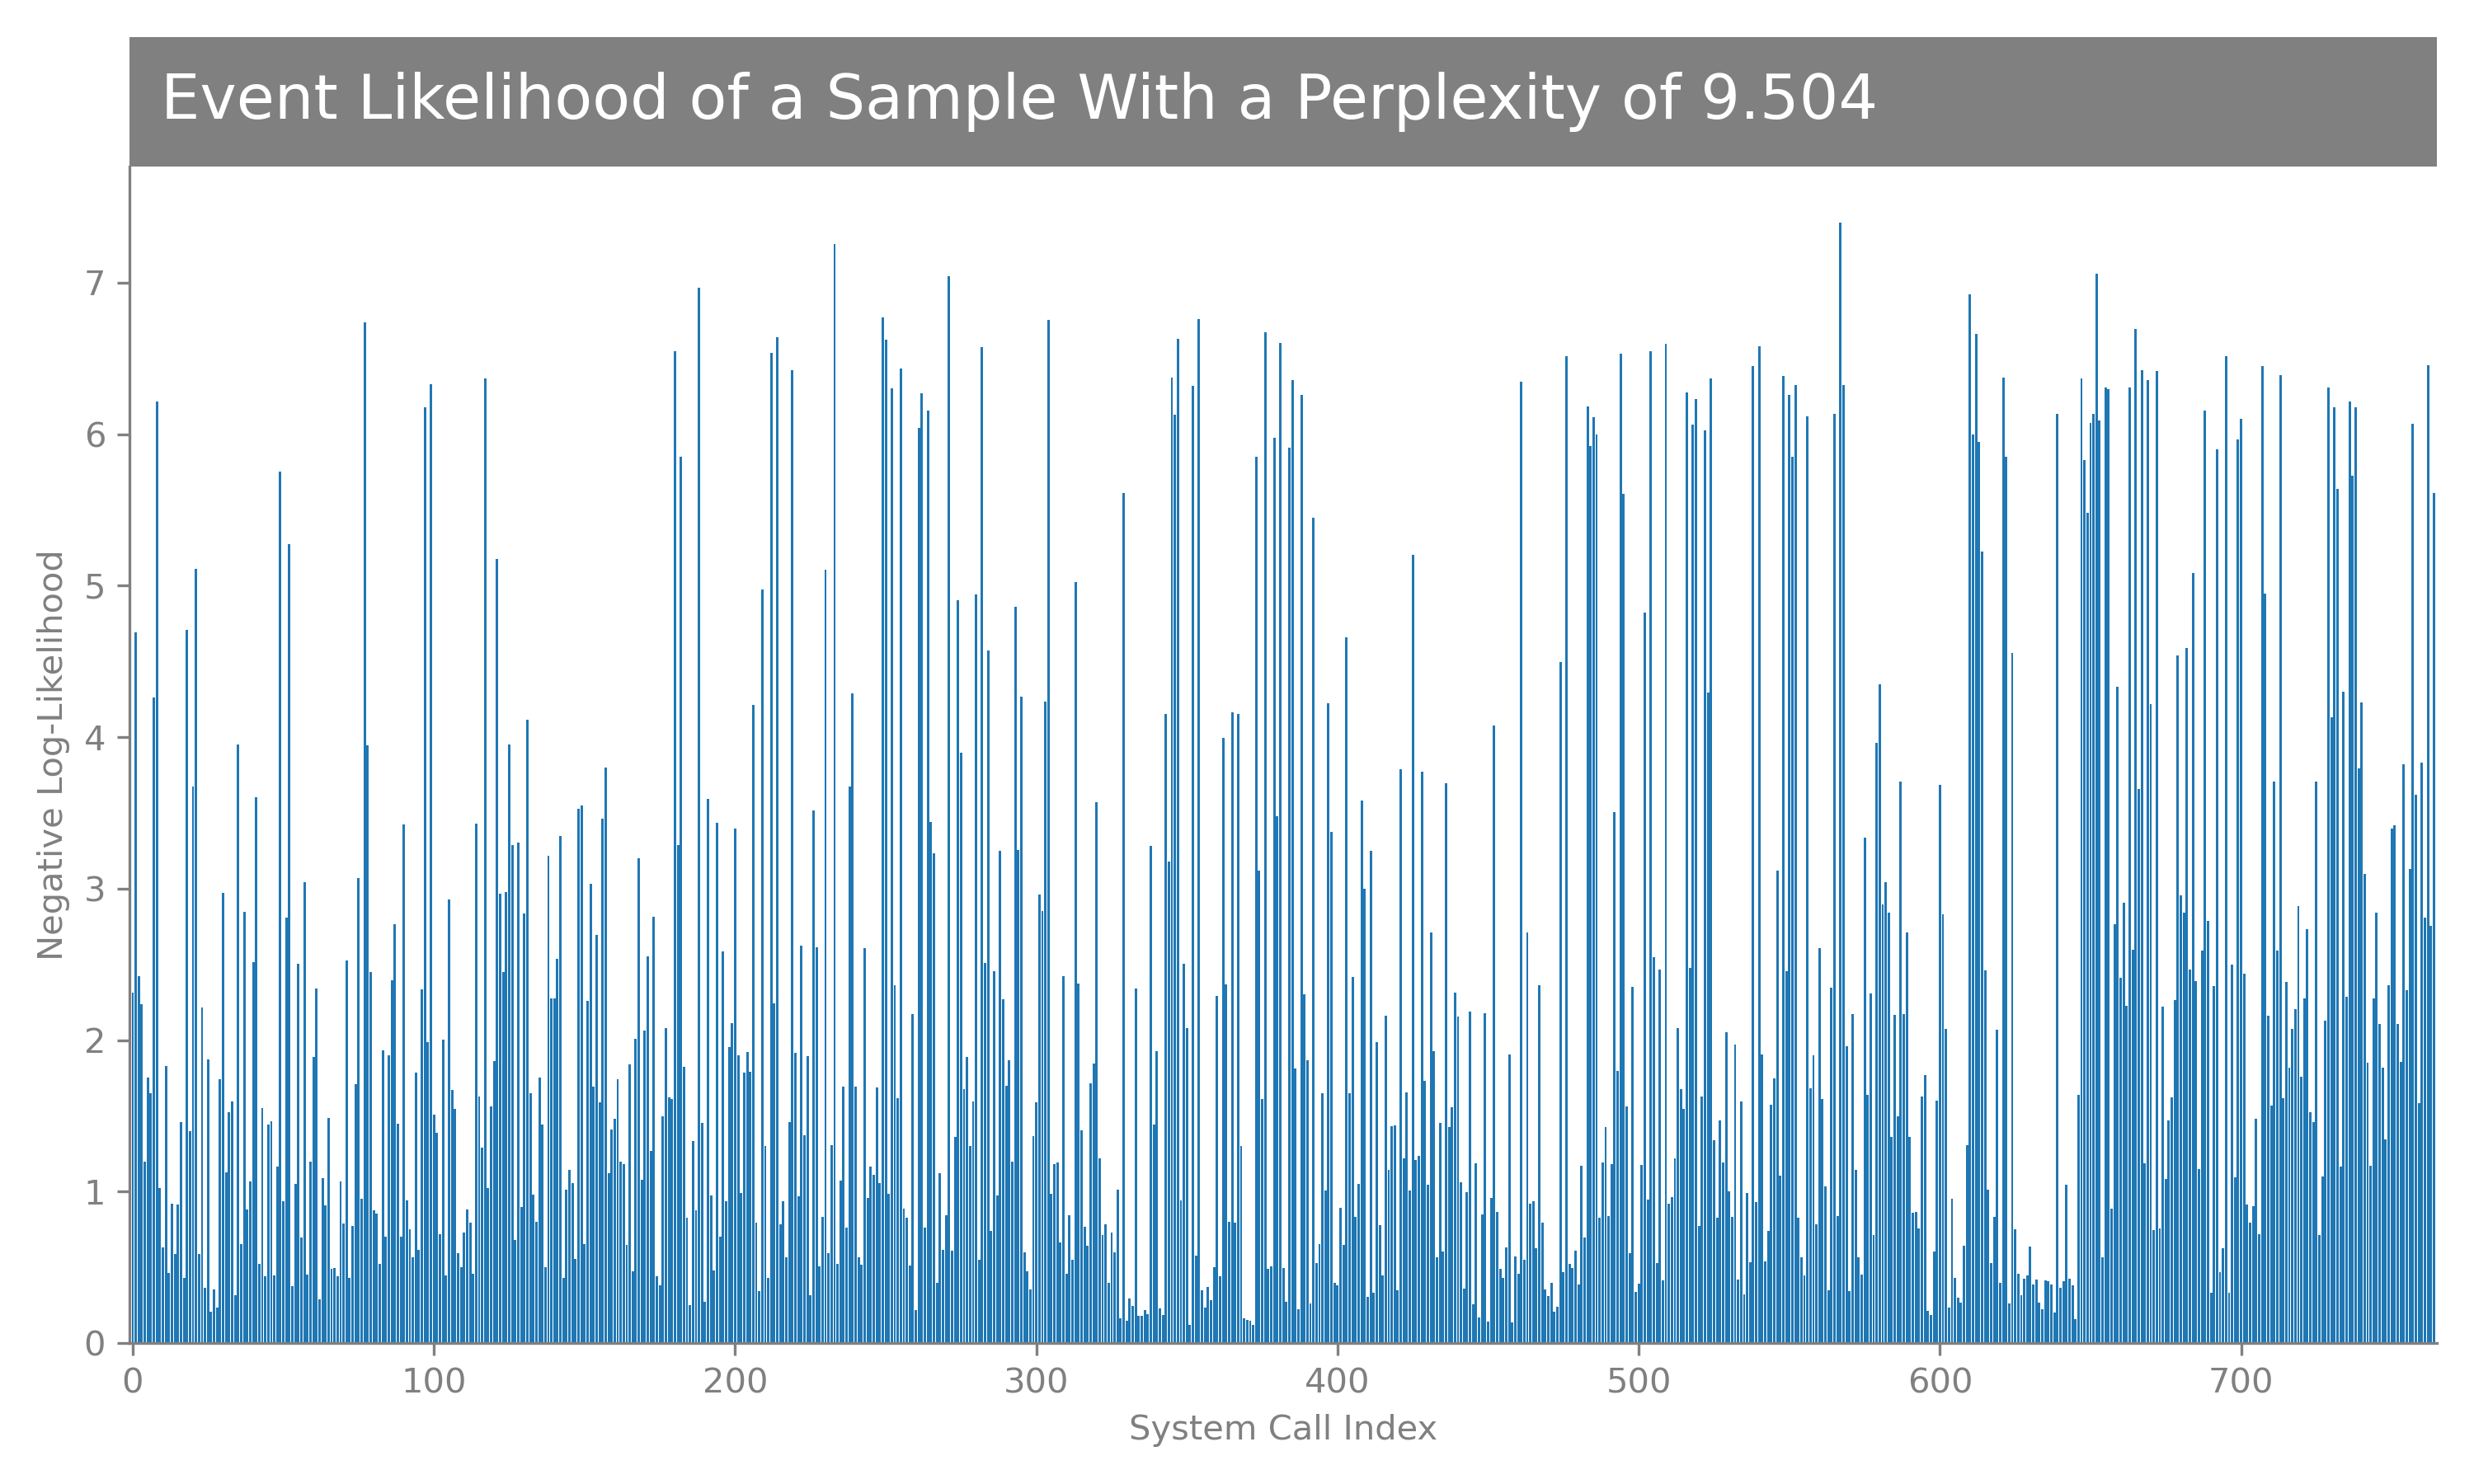 Event Likelihood of a Sample With a Perplexity of 9.504
Negative Log-Likelihood
7
6
5
4
3
2
1
0
0 100 200 300 400 500 600 700
System Call Index